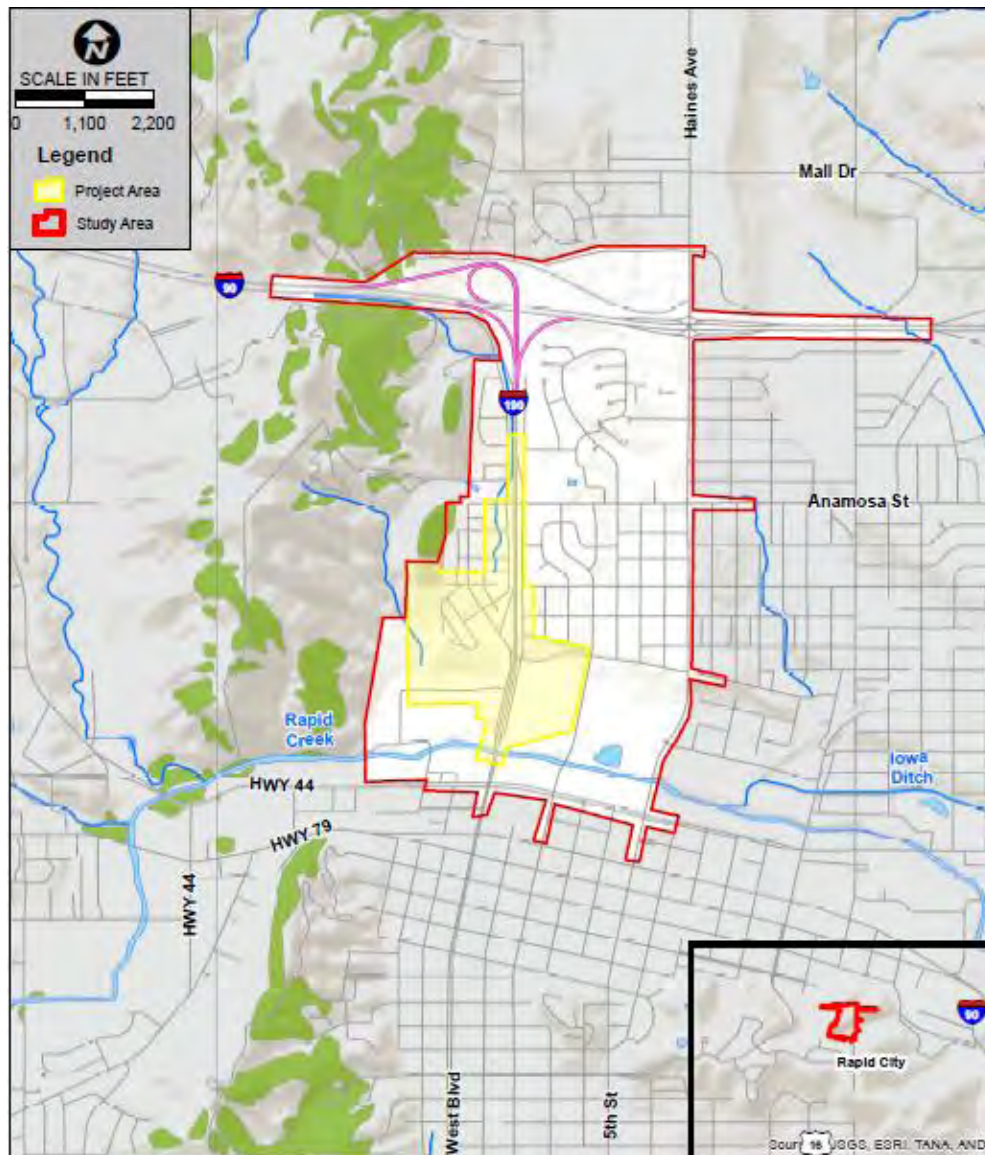 N
SCALE IN FEET
0 1,100 2,200
Legend
Project Area
Study Area
Haines Ave
Mall Dr
90
190
Anamosa St
Rapid
Creek
Iowa
Ditch
HWY 44
HWY 79
HWY 44
West Blvd
5th St
90
Rapid City
16
USGS, ESRI, TANA, AND